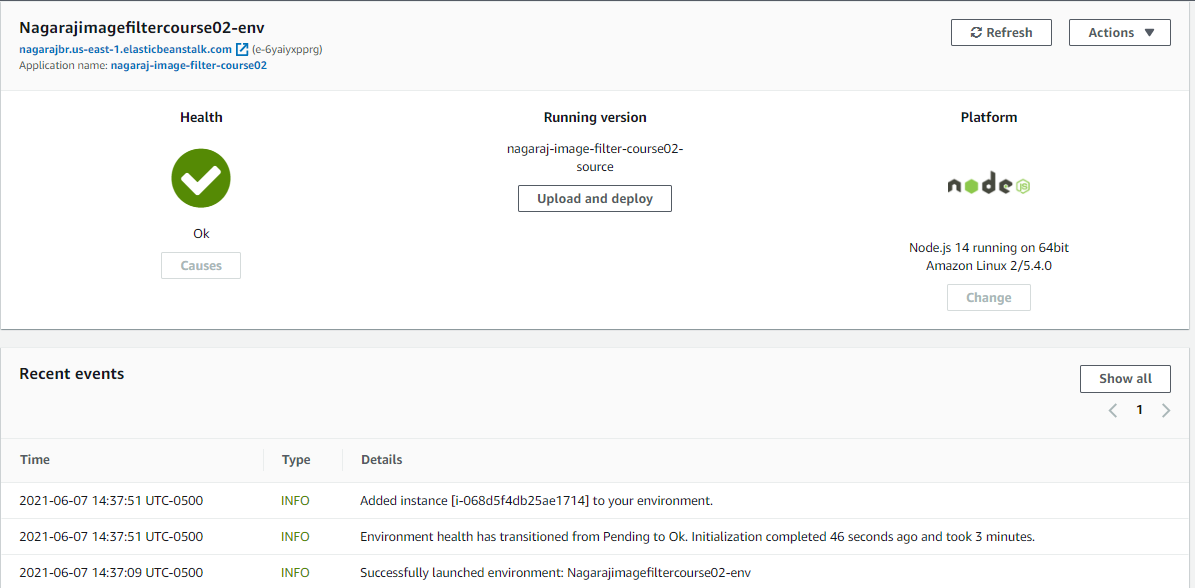 Nagarajimagefiltercourse02-env
nagarajbr.us-east-1.elasticbeanstalk.com (e-6yaiyxpprg)
Application name: nagaraj-image-filter-course02
Refresh
Actions
Health
Ok
Causes
Running version
nagaraj-image-filter-course02-
source
Upload and deploy
Platform
node JS
Node.js 14 running on 64bit
Amazon Linux 2/5.4.0
Change
Recent events
Show all
1
Time Type Details
2021-06-07 14:37:51 UTC-0500 INFO Added instance [i-068d5f4db25ae1714] to your environment.
2021-06-07 14:37:51 UTC-0500 INFO Environment health has transitioned from Pending to Ok. Initialization completed 46 seconds ago and took 3 minutes.
2021-06-07 14:37:09 UTC-0500 INFO Successfully launched environment: Nagarajimagefiltercourse02-env